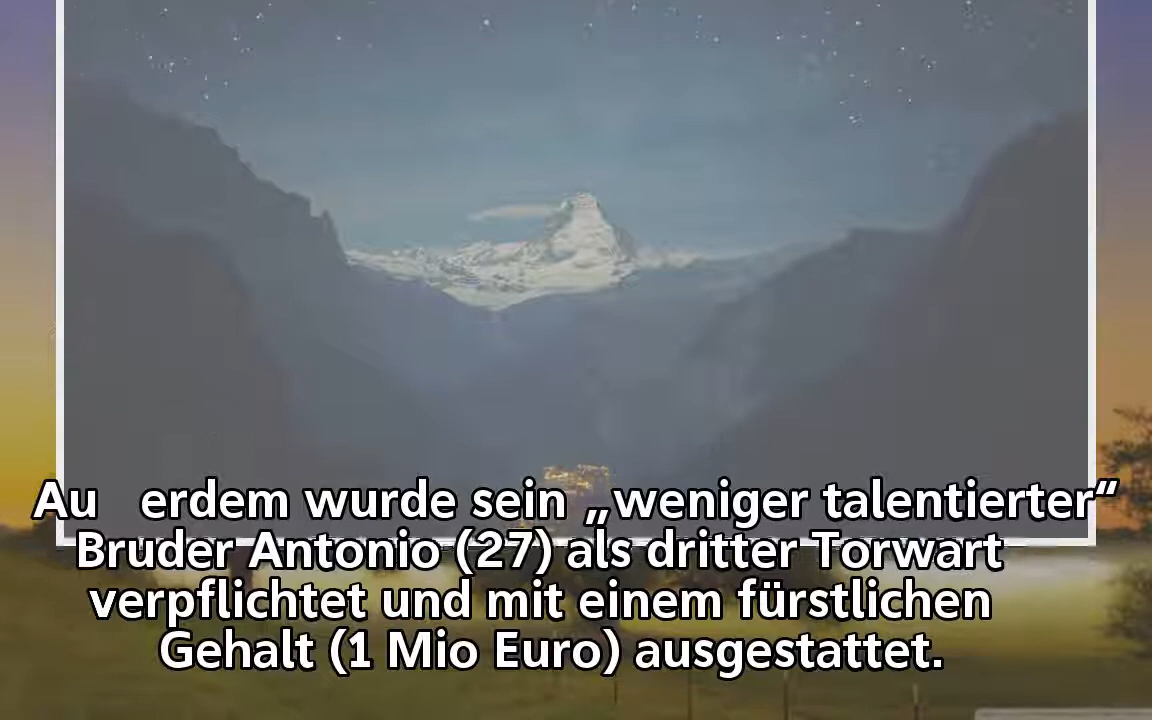 Au erdem wurde sein „weniger talentierter“
Bruder Antonio (27) als dritter Torwart
verpflichtet und mit einem fürstlichen
Gehalt (1 Mio Euro) ausgestattet.